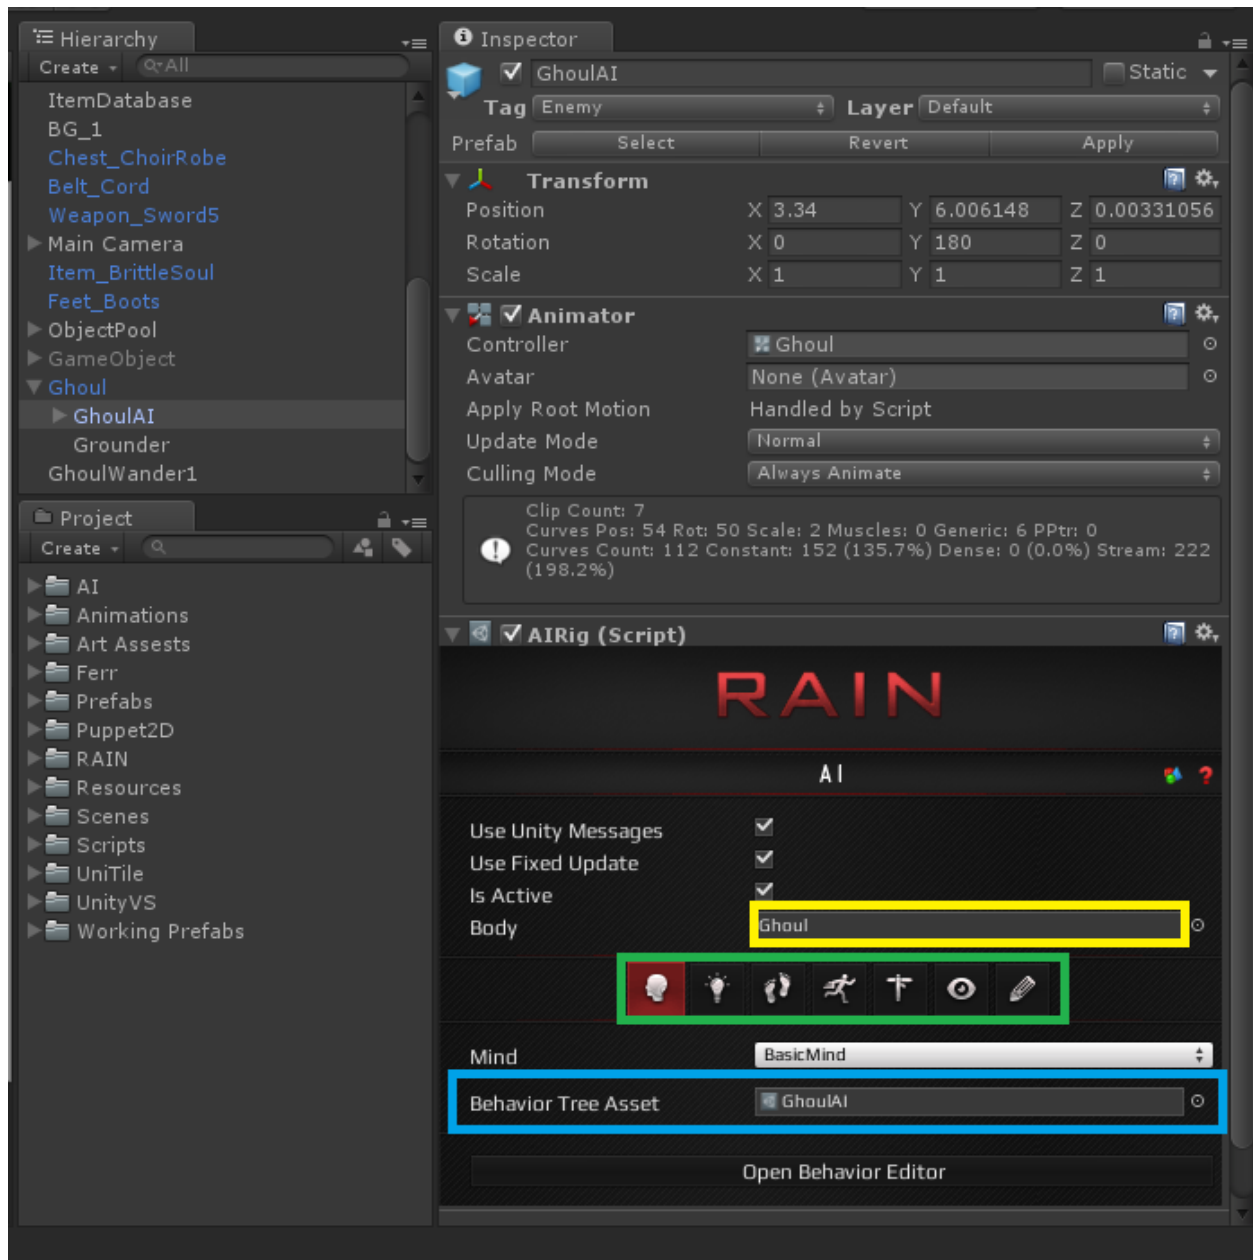 Hierarchy
Create
All
ItemDatabase
BG_1
Chest_ChoirRobe
Belt_Cord
Weapon_Sword5
Main Camera
Item_BrittleSoul
Feet_Boots
ObjectPool
GameObject
Ghoul
GhoulAI
Grounder
GhoulWander1
Project
Create
AI
Animations
Art Assests
Ferr
Prefabs
Puppet2D
RAIN
Resources
Scenes
Scripts
UniTile
UnityVS
Working Prefabs
Inspector
GhoulAI Static
Tag Enemy Layer Default
Prefab Select Revert Apply
Transform
Position X 3.34 Y 6.006148 Z 0.00331056
Rotation X 0 Y 180 Z 0
Scale X 1 Y 1 Z 1
Animator
Controller Ghoul
Avatar None (Avatar)
Apply Root Motion Handled by Script
Update Mode Normal
Culling Mode Always Animate
Clip Count: 7
Curves Pos: 54 Rot: 50 Scale: 2 Muscles: 0 Generic: 6 PPtr: 0
Curves Count: 112 Constant: 152 (135.7%) Dense: 0 (0.0%) Stream: 222
(198.2%)
AIRig (Script)
RAIN
AI ?
Use Unity Messages
Use Fixed Update
Is Active
Body Ghoul
Mind BasicMind
Behavior Tree Asset GhoulAI
Open Behavior Editor